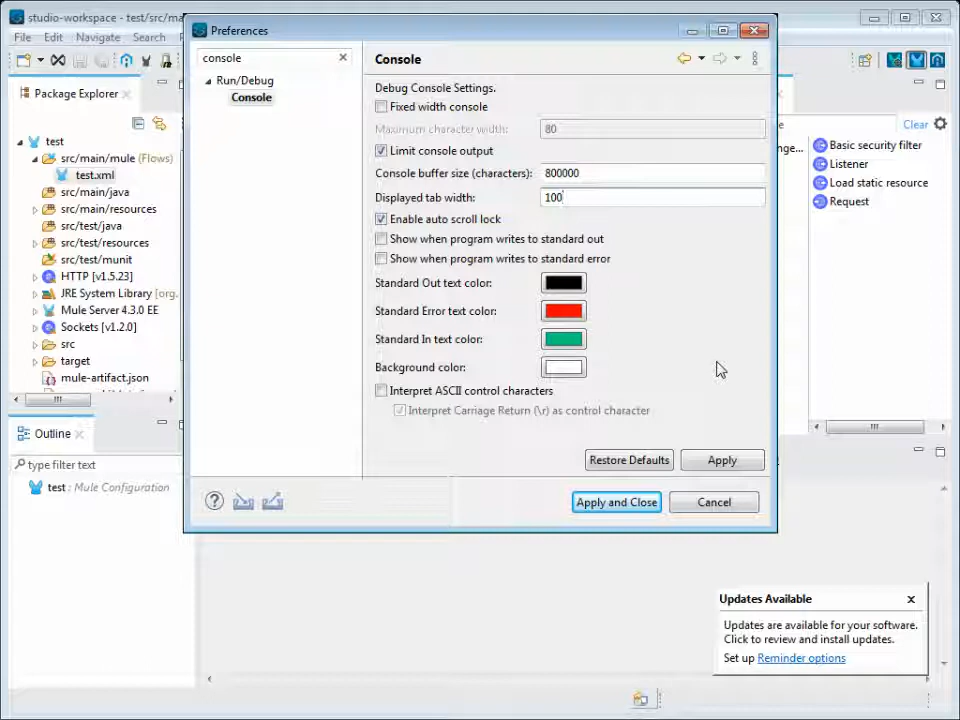 studio-workspace - test/src/ma
File Edit Navigate Search
Package Explorer
test
src/main/mule (Flows)
test.xml
src/main/java
src/main/resources
src/test/java
src/test/resources
src/test/munit
HTTP [v1.5.23]
JRE System Library [org.
Mule Server 4.3.0 EE
Sockets [v1.2.0]
src
target
mule-artifact.json
Outline
type filter text
test : Mule Configuration
Preferences
console
Run/Debug
Console
Console
Debug Console Settings.
Fixed width console
Maximum character width: 80
Limit console output
Console buffer size (characters): 800000
Displayed tab width: 100
Enable auto scroll lock
Show when program writes to standard out
Show when program writes to standard error
Standard Out text color:
Standard Error text color:
Standard In text color:
Background color:
Interpret ASCII control characters
Interpret Carriage Return (\r) as control character
Restore Defaults Apply
Apply and Close Cancel
e Clear
nge...
Basic security filter
Listener
Load static resource
Request
Updates Available
Updates are available for your software.
Click to review and install updates.
Set up Reminder options